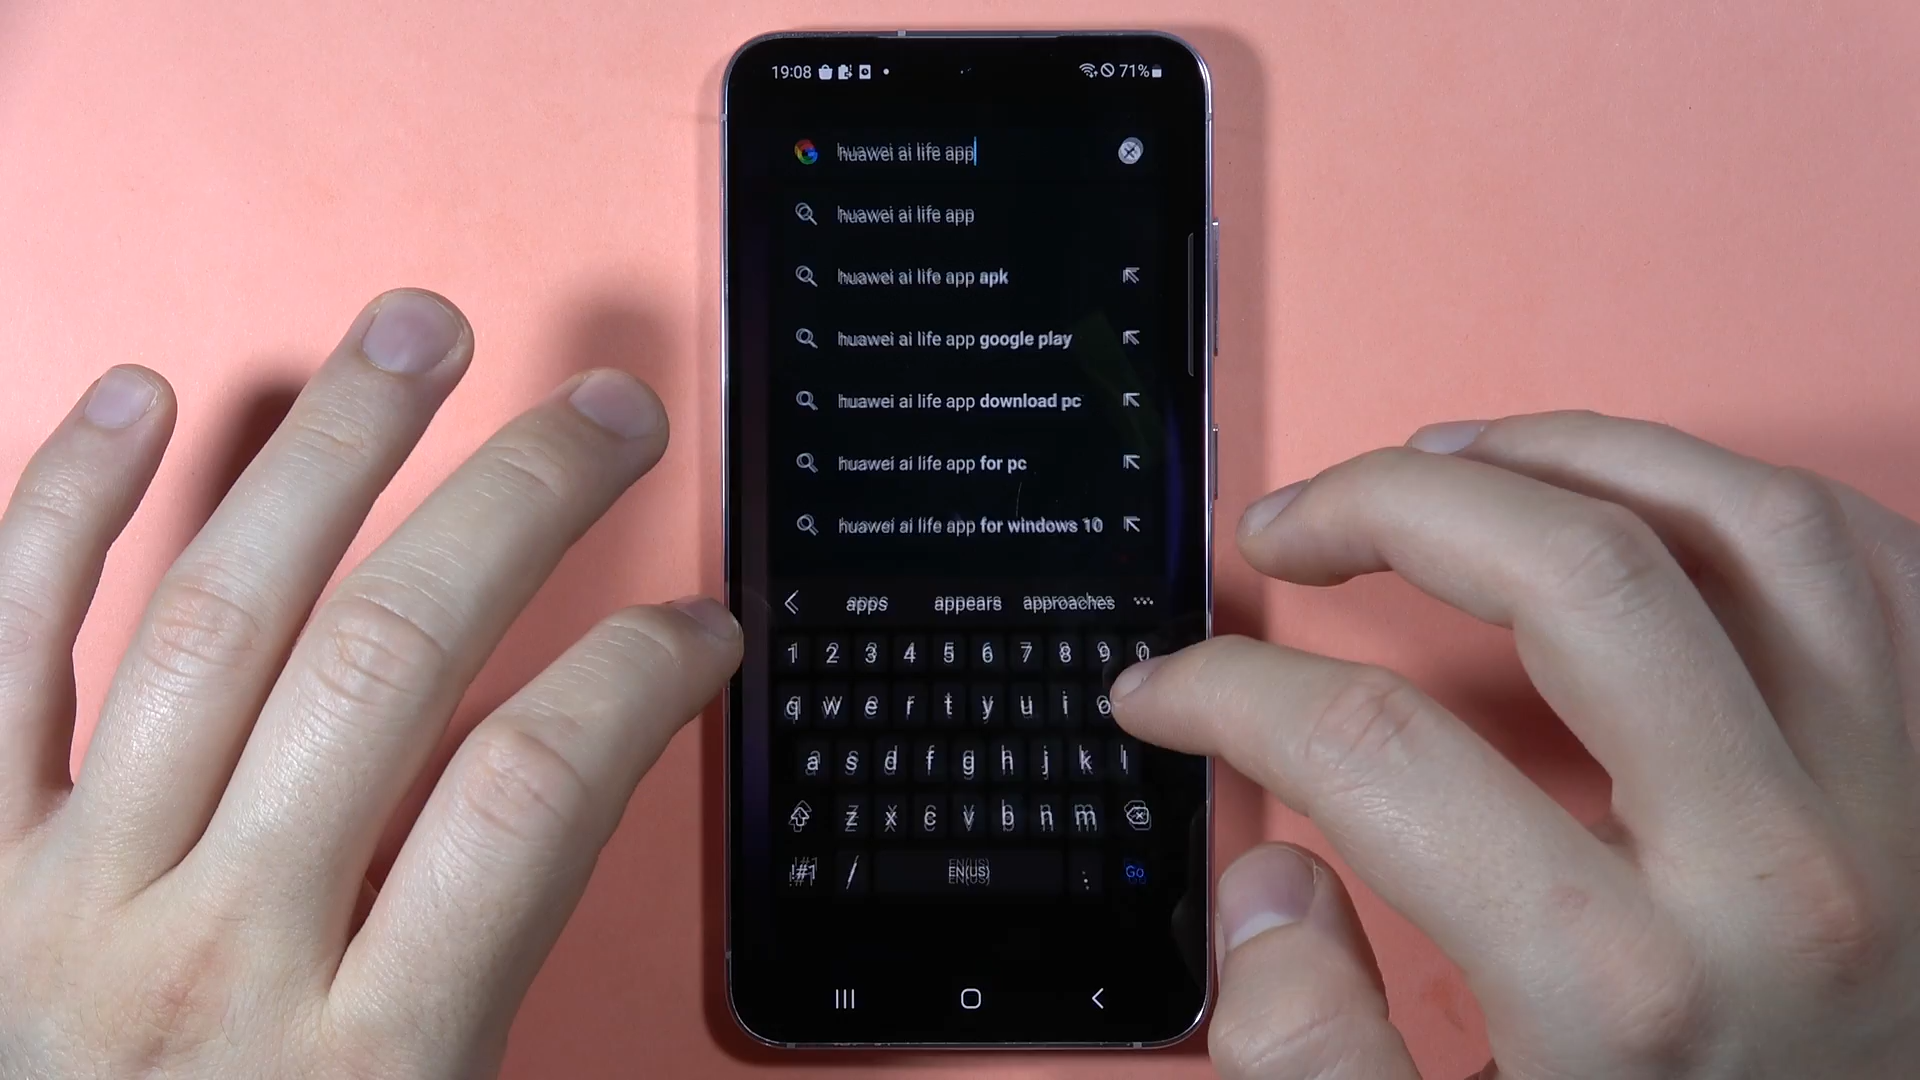 19:08 71%
huawei ai life app
huawei ai life app
huawei ai life app apk
huawei ai life app google play
huawei ai life app download pc
huawei ai life app for pc
huawei ai life app for windows 10
apps appears approaches
1 2 3 4 5 6 7 8 9 0
q w e r t y u i o
a s d f g h j k l
z x c v b n m
!#1 / EN(US) . Go